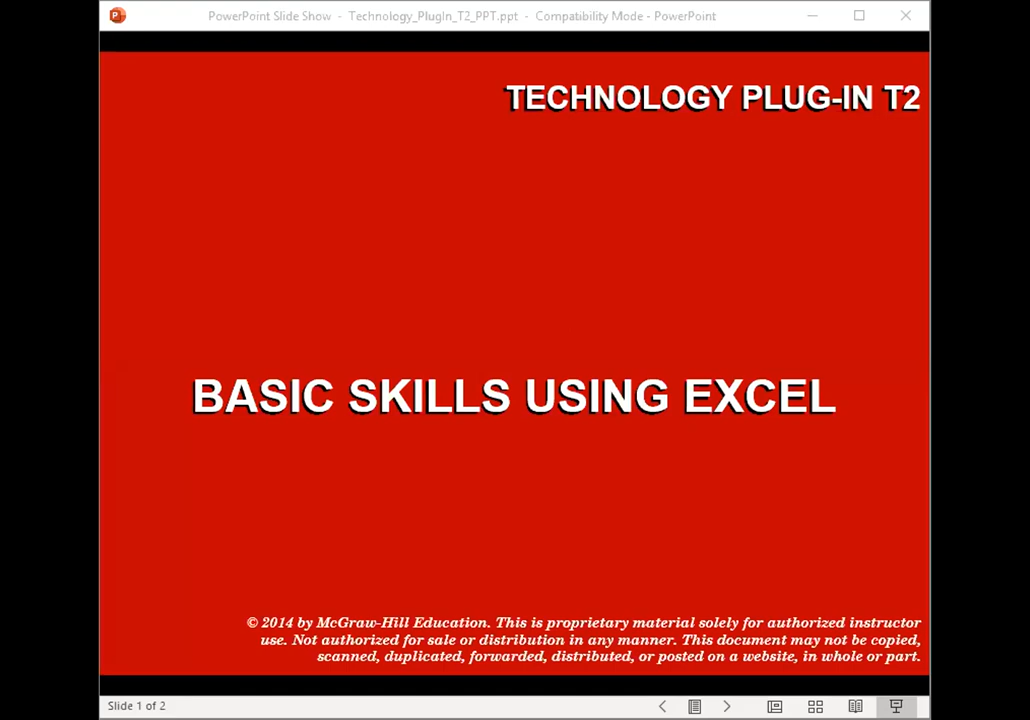 PowerPoint Slide Show - Technology_PlugIn_T2_PPT.ppt - Compatibility Mode - PowerPoint
TECHNOLOGY PLUG-IN T2
BASIC SKILLS USING EXCEL
© 2014 by McGraw-Hill Education. This is proprietary material solely for authorized instructor
use. Not authorized for sale or distribution in any manner. This document may not be copied,
scanned, duplicated, forwarded, distributed, or posted on a website, in whole or part.
Slide 1 of 2